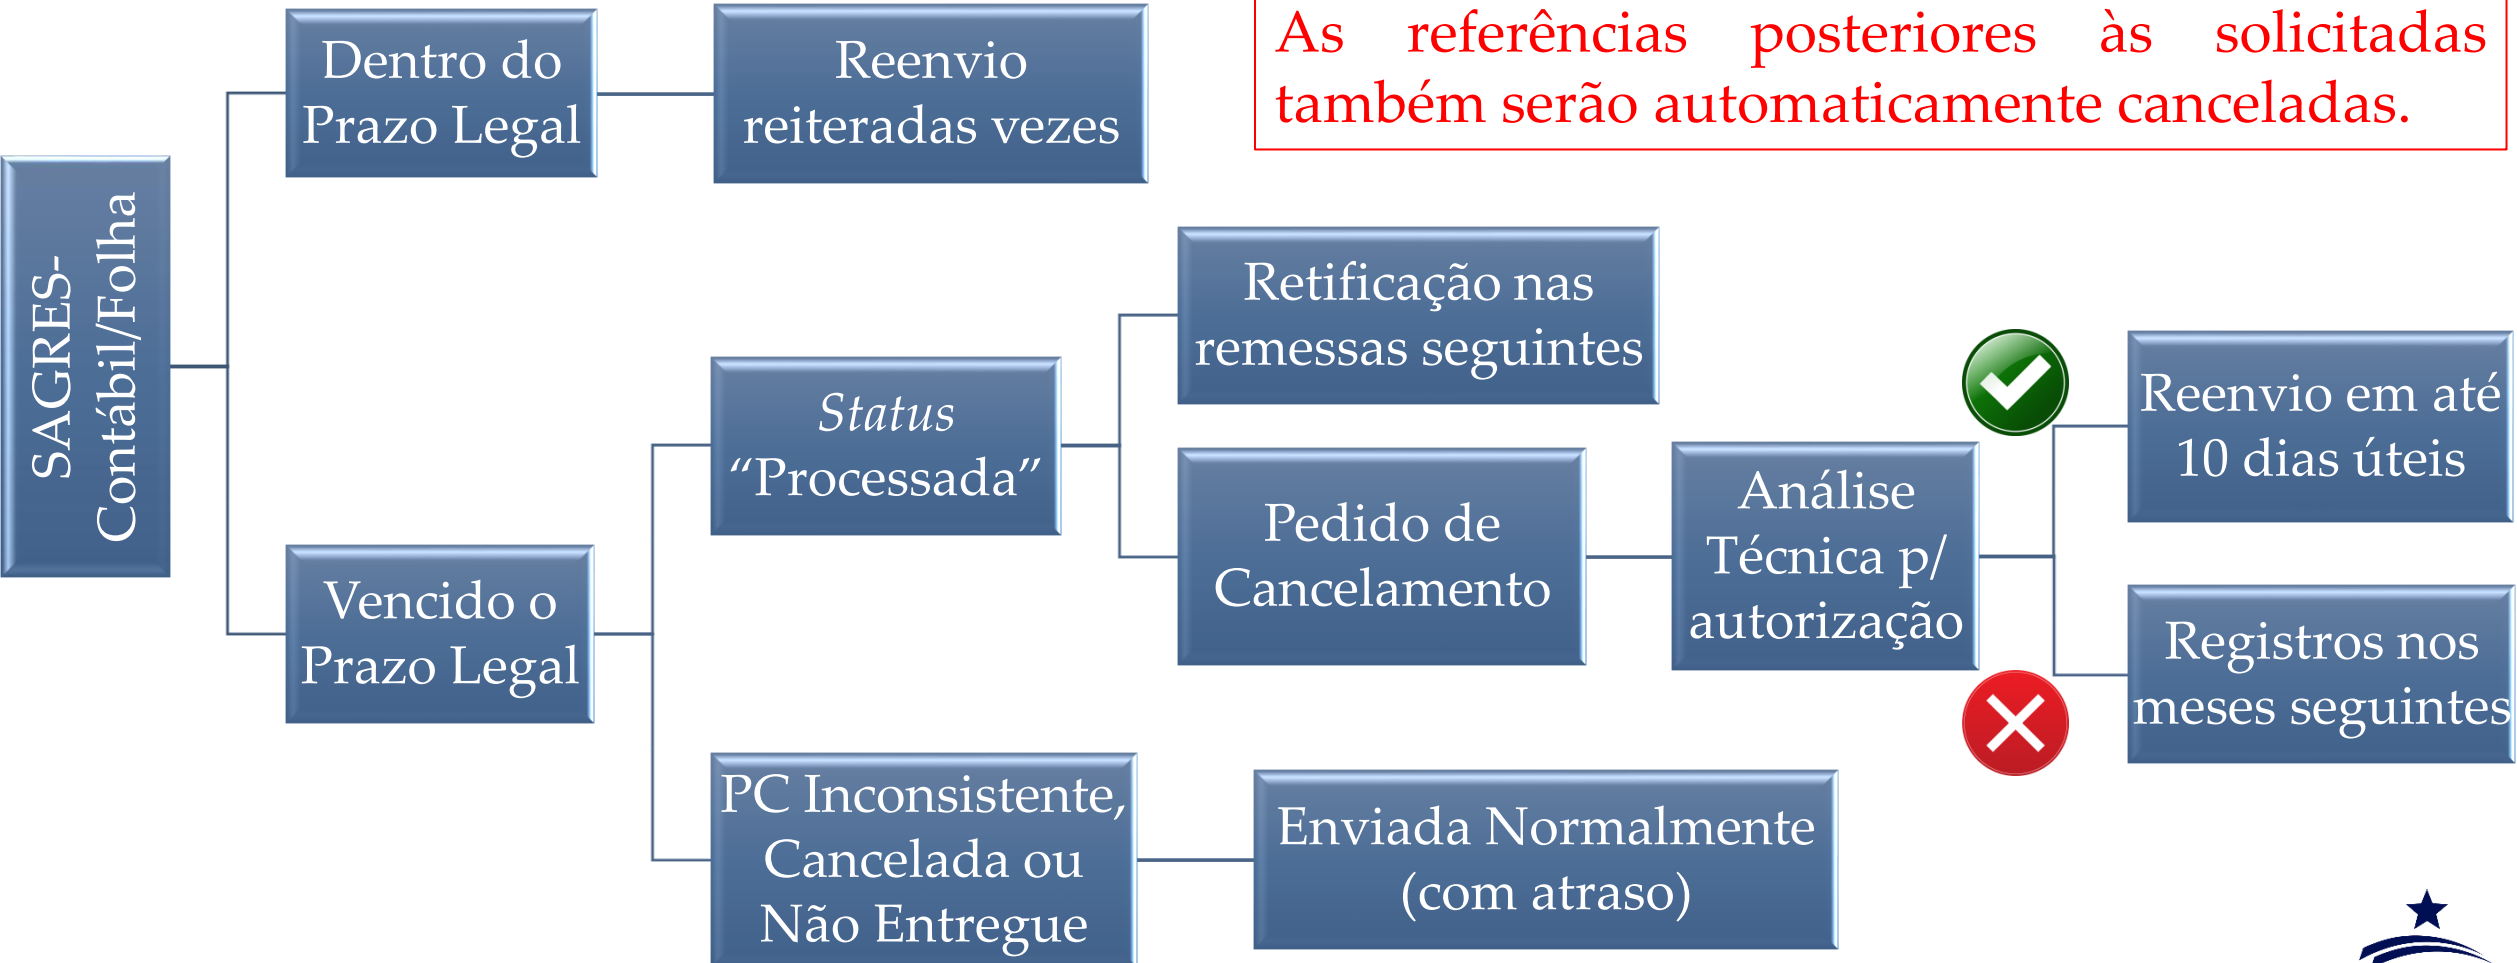 SAGRES-
Contábil/Folha
Dentro do
Prazo Legal
Reenvio
reiteradas vezes
As referências posteriores às solicitadas
também serão automaticamente canceladas.
Vencido o
Prazo Legal
Status
“Processada”
Retificação nas
remessas seguintes
Pedido de
Cancelamento
Análise
Técnica p/
autorização
Reenvio em até
10 dias úteis
Registros nos
meses seguintes
PC Inconsistente,
Cancelada ou
Não Entregue
Enviada Normalmente
(com atraso)